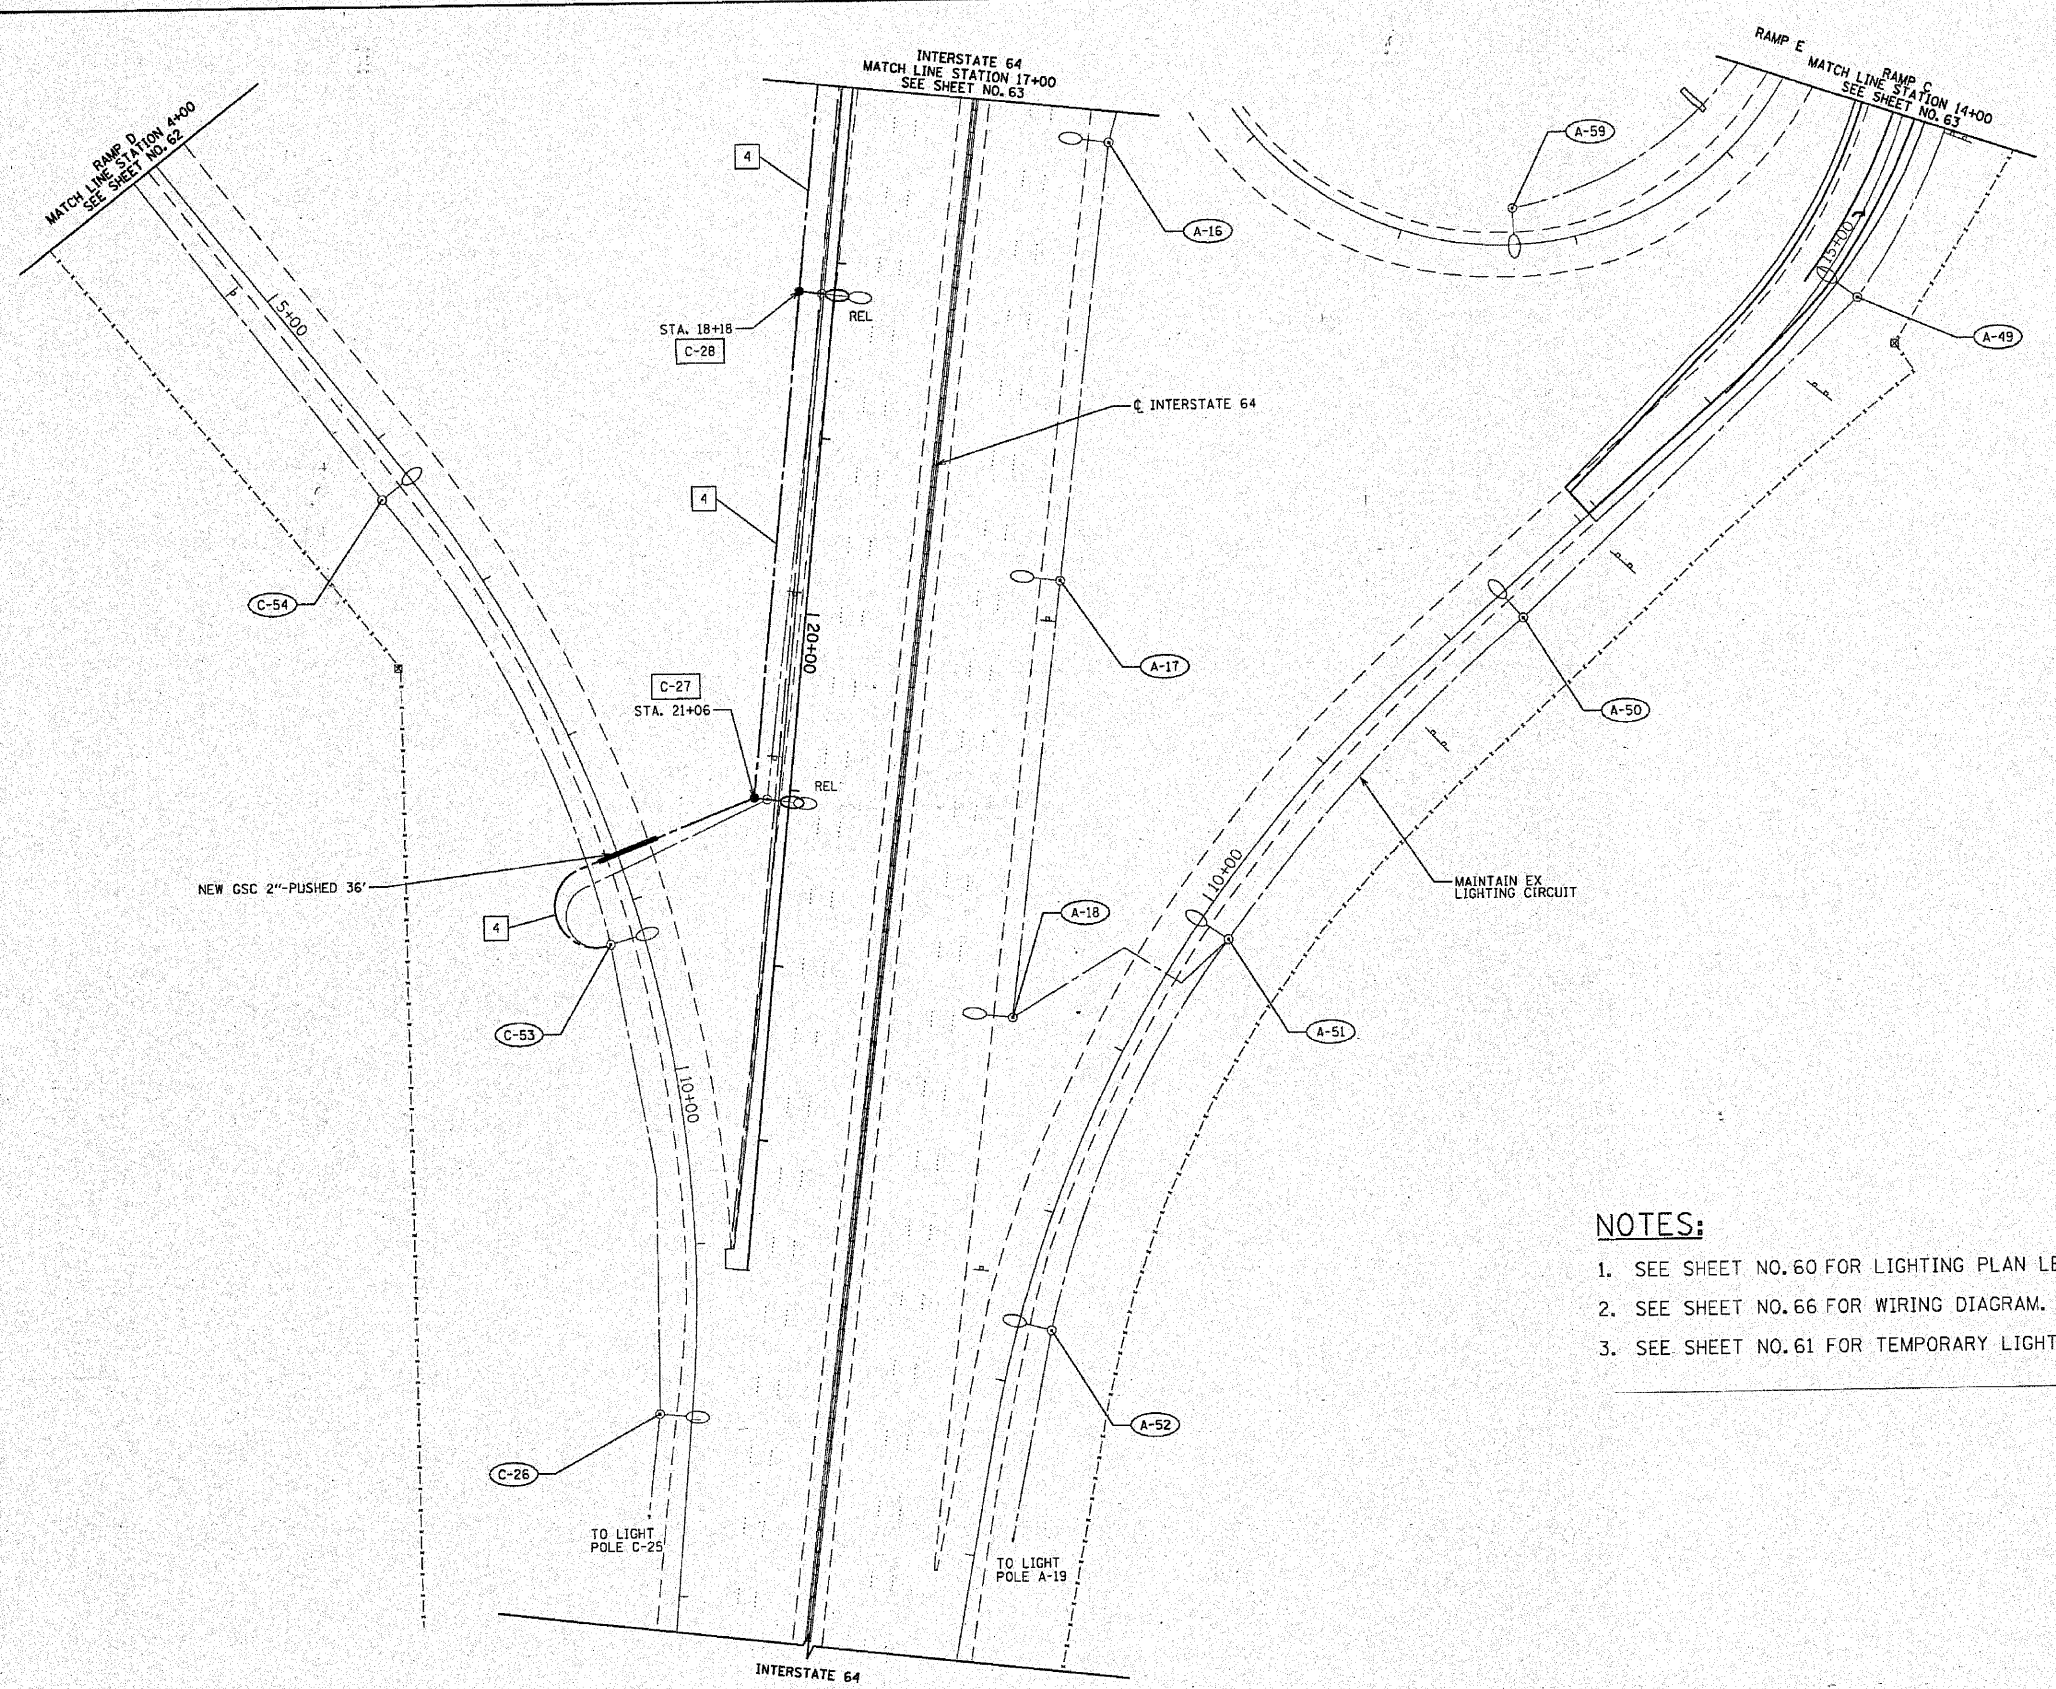 INTERSTATE 64
MATCH LINE STATION 17+00
SEE SHEET NO. 63
RAMP E
RAMP C
MATCH LINE STATION 14+00
SEE SHEET NO. 63
RAMP D
MATCH LINE STATION 4+00
SEE SHEET NO. 62
A-59
4
A-16
15+00
5+00
STA. 18+18
REL
C-28
A-49
℄ INTERSTATE 64
4
C-54
20+00
A-17
C-27
STA. 21+06
A-50
REL
NEW GSC 2"-PUSHED 36'
10+00
MAINTAIN EX
LIGHTING CIRCUIT
4
A-18
C-53
A-51
10+00
NOTES:
1. SEE SHEET NO. 60 FOR LIGHTING PLAN LE
2. SEE SHEET NO. 66 FOR WIRING DIAGRAM.
3. SEE SHEET NO. 61 FOR TEMPORARY LIGHT
A-52
C-26
TO LIGHT
POLE C-25
TO LIGHT
POLE A-19
INTERSTATE 64